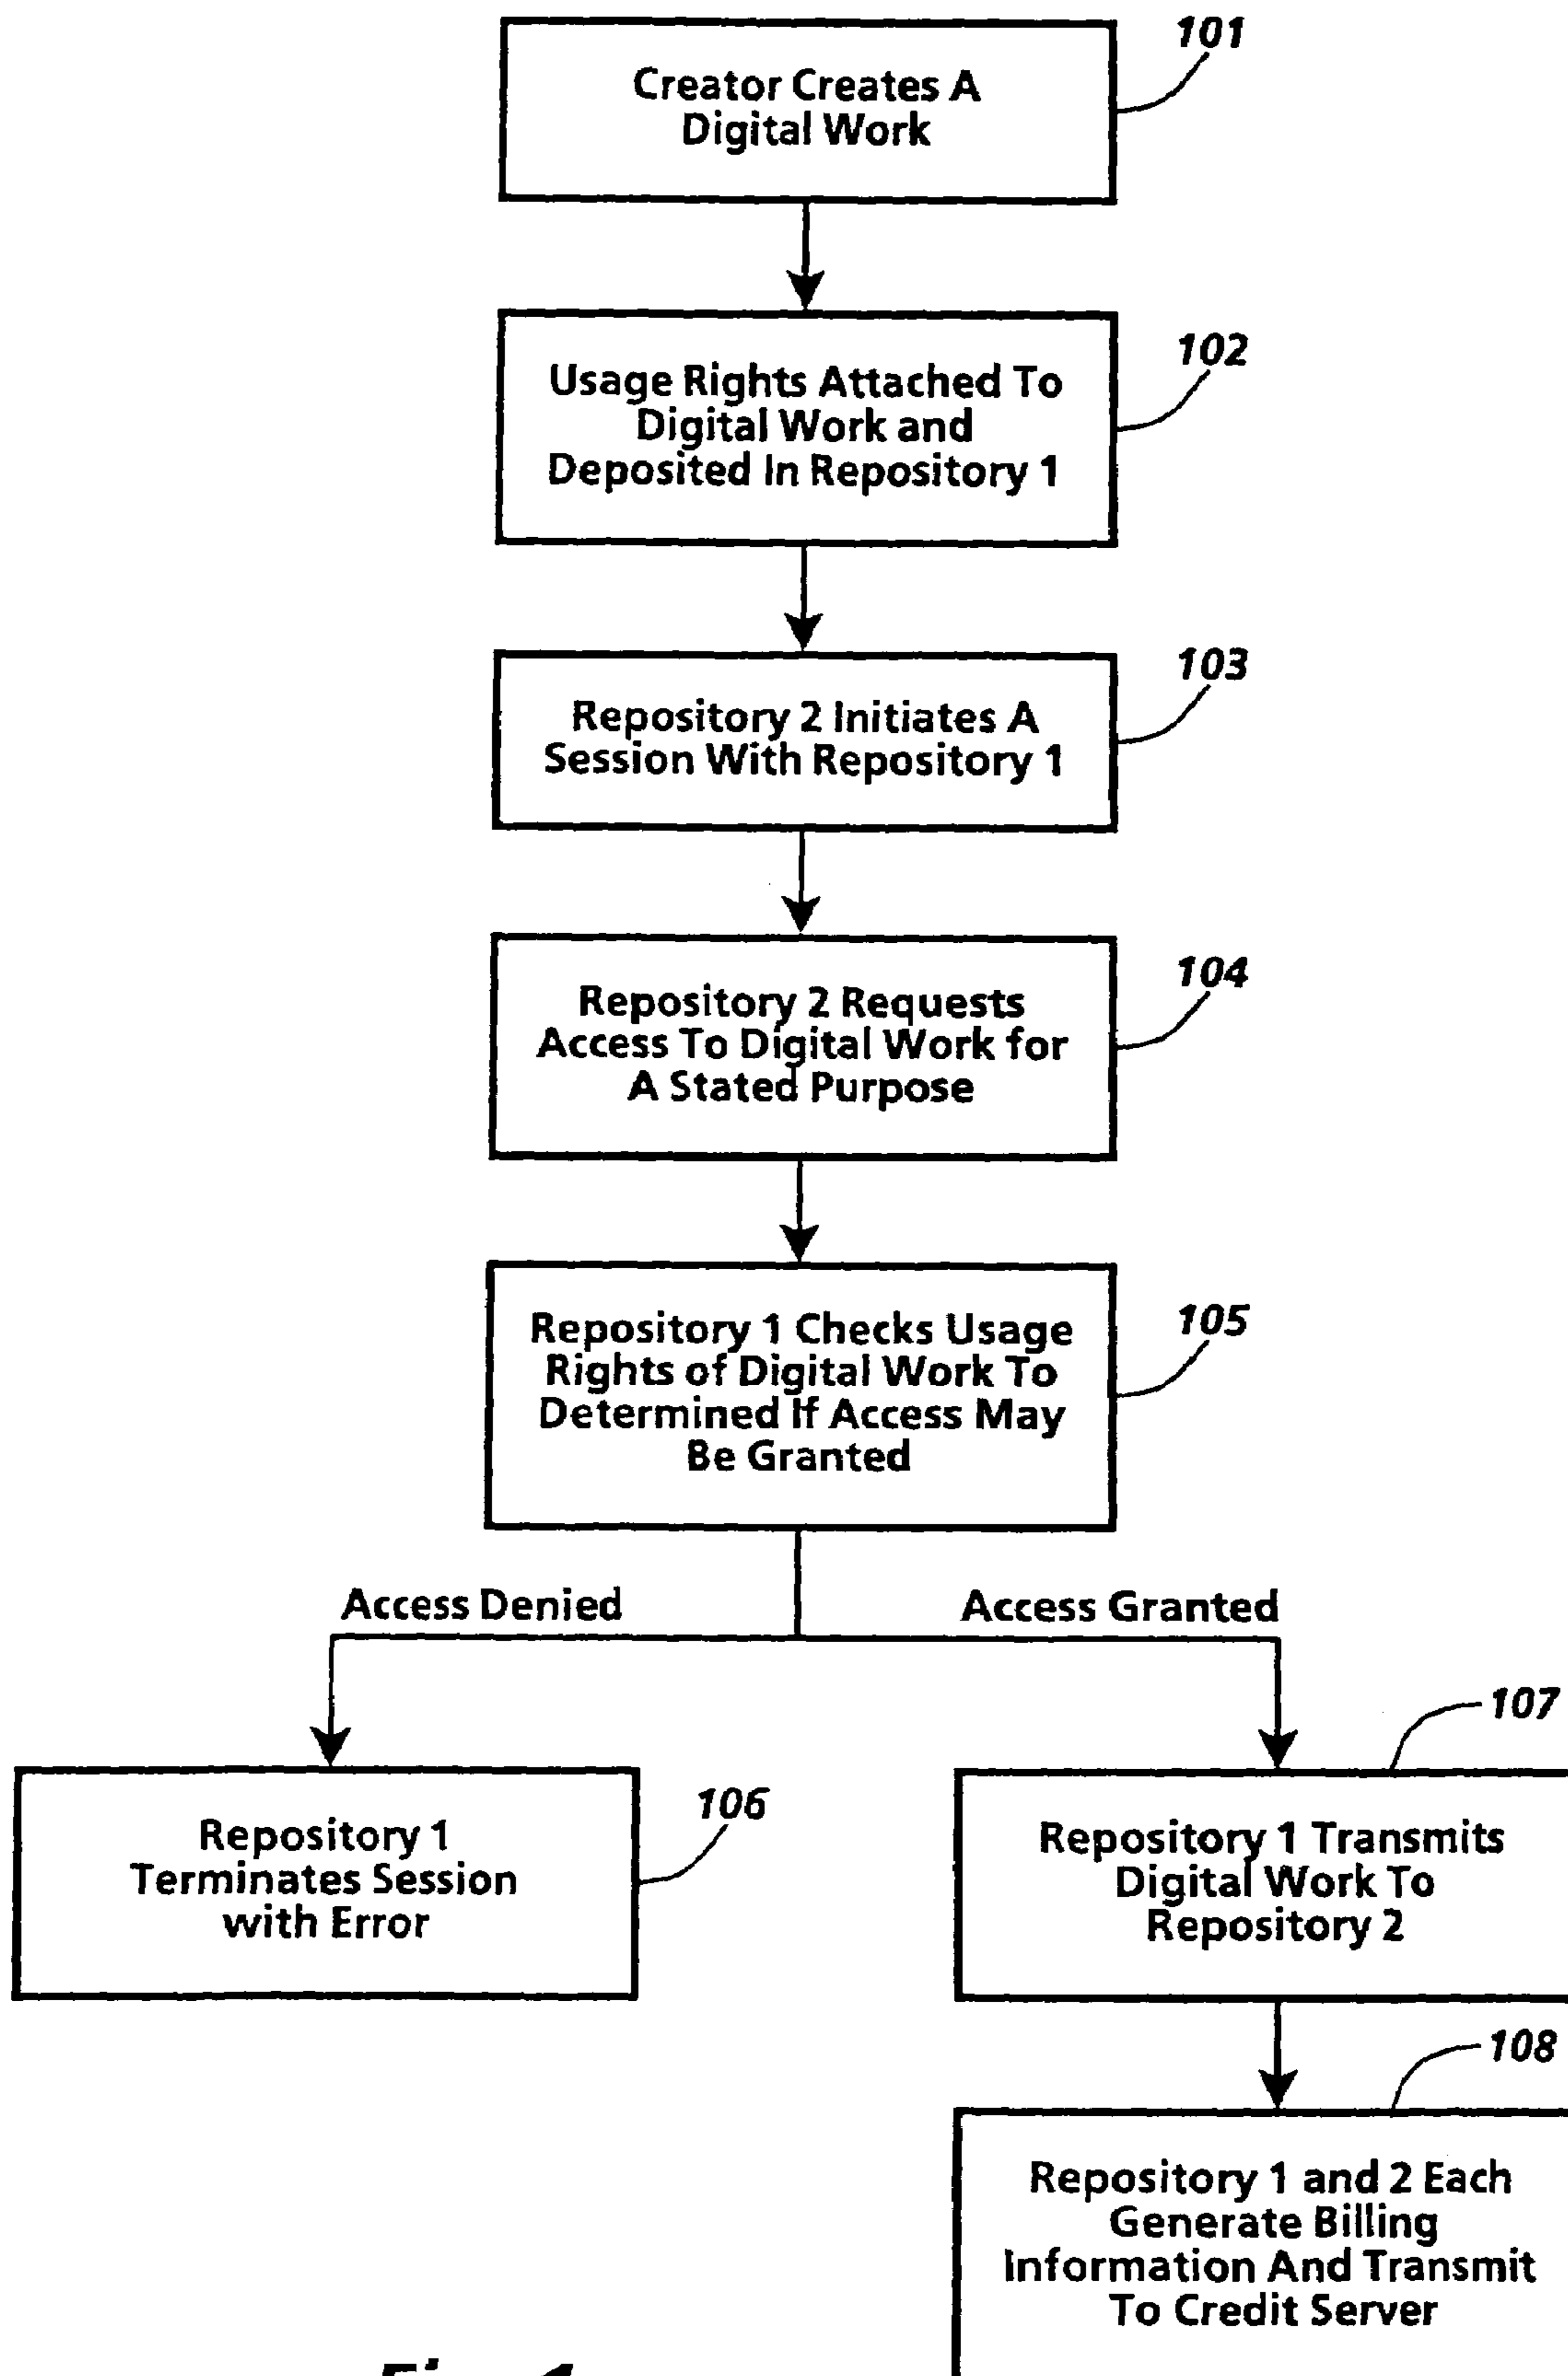 101
Creator Creates A
Digital Work
102
Usage Rights Attached To
Digital Work and
Deposited In Repository 1
103
Repository 2 Initiates A
Session With Repository 1
104
Repository 2 Requests
Access To Digital Work for
A Stated Purpose
105
Repository 1 Checks Usage
Rights of Digital Work To
Determined If Access May
Be Granted
Access Denied
Access Granted
107
106
Repository 1
Terminates Session
with Error
Repository 1 Transmits
Digital Work To
Repository 2
108
Repository 1 and 2 Each
Generate Billing
Information And Transmit
To Credit Server